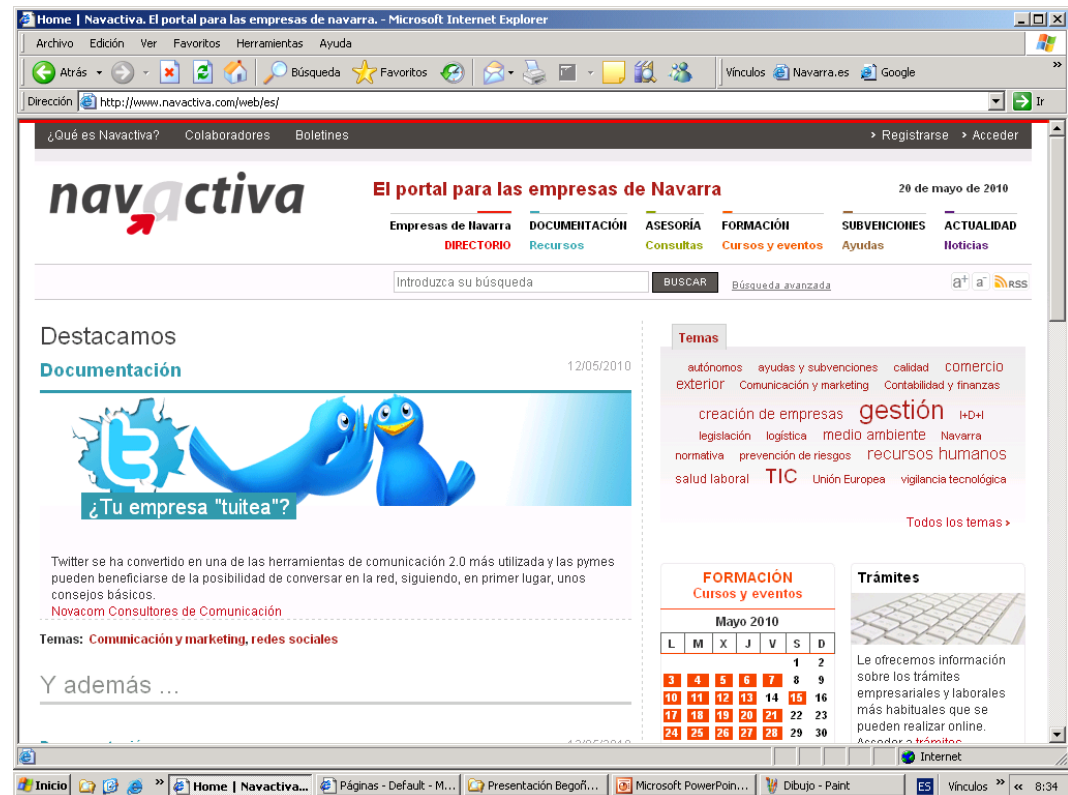 Home | Navactiva. El portal para las empresas de navarra. - Microsoft Internet Explorer
Archivo Edición Ver Favoritos Herramientas Ayuda
Atrás Búsqueda Favoritos Vínculos Navarra.es Google »
Dirección http://www.navactiva.com/web/es/ Ir
¿Qué es Navactiva? Colaboradores Boletines > Registrarse > Acceder
navactiva
El portal para las empresas de Navarra
20 de mayo de 2010
Empresas de Navarra DOCUMENTACIÓN ASESORÍA FORMACIÓN SUBVENCIONES ACTUALIDAD
DIRECTORIO Recursos Consultas Cursos y eventos Ayudas Noticias
Introduzca su búsqueda BUSCAR Búsqueda avanzada a+ a- RSS
Destacamos
Documentación 12/05/2010
¿Tu empresa "tuitea"?
Twitter se ha convertido en una de las herramientas de comunicación 2.0 más utilizada y las pymes
pueden beneficiarse de la posibilidad de conversar en la red, siguiendo, en primer lugar, unos
consejos básicos.
Novacom Consultores de Comunicación
Temas: Comunicación y marketing, redes sociales
Y además ...
Temas
autónomos ayudas y subvenciones calidad comercio
exterior Comunicación y marketing Contabilidad y finanzas
creación de empresas gestión I+D+I
legislación logística medio ambiente Navarra
normativa prevención de riesgos recursos humanos
salud laboral TIC Unión Europea vigilancia tecnológica
Todos los temas >
FORMACIÓN
Cursos y eventos
Mayo 2010
L M X J V S D
1 2
3 4 5 6 7 8 9
10 11 12 13 14 15 16
17 18 19 20 21 22 23
24 25 26 27 28 29 30
Trámites
Le ofrecemos información
sobre los trámites
empresariales y laborales
más habituales que se
pueden realizar online.
Acceder a trámites
Internet
Inicio » Home | Navactiva... Páginas - Default - M... Presentación Begoñ... Microsoft PowerPoin... Dibujo - Paint ES Vínculos » « 8:34